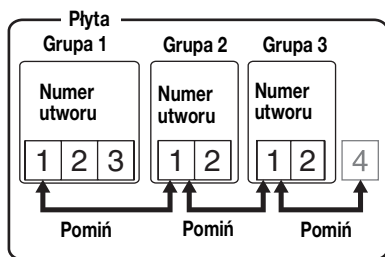 Płyta
Grupa 1 Grupa 2 Grupa 3
Numer utworu Numer utworu Numer utworu
1 2 3 1 2 1 2 4
Pomiń Pomiń Pomiń